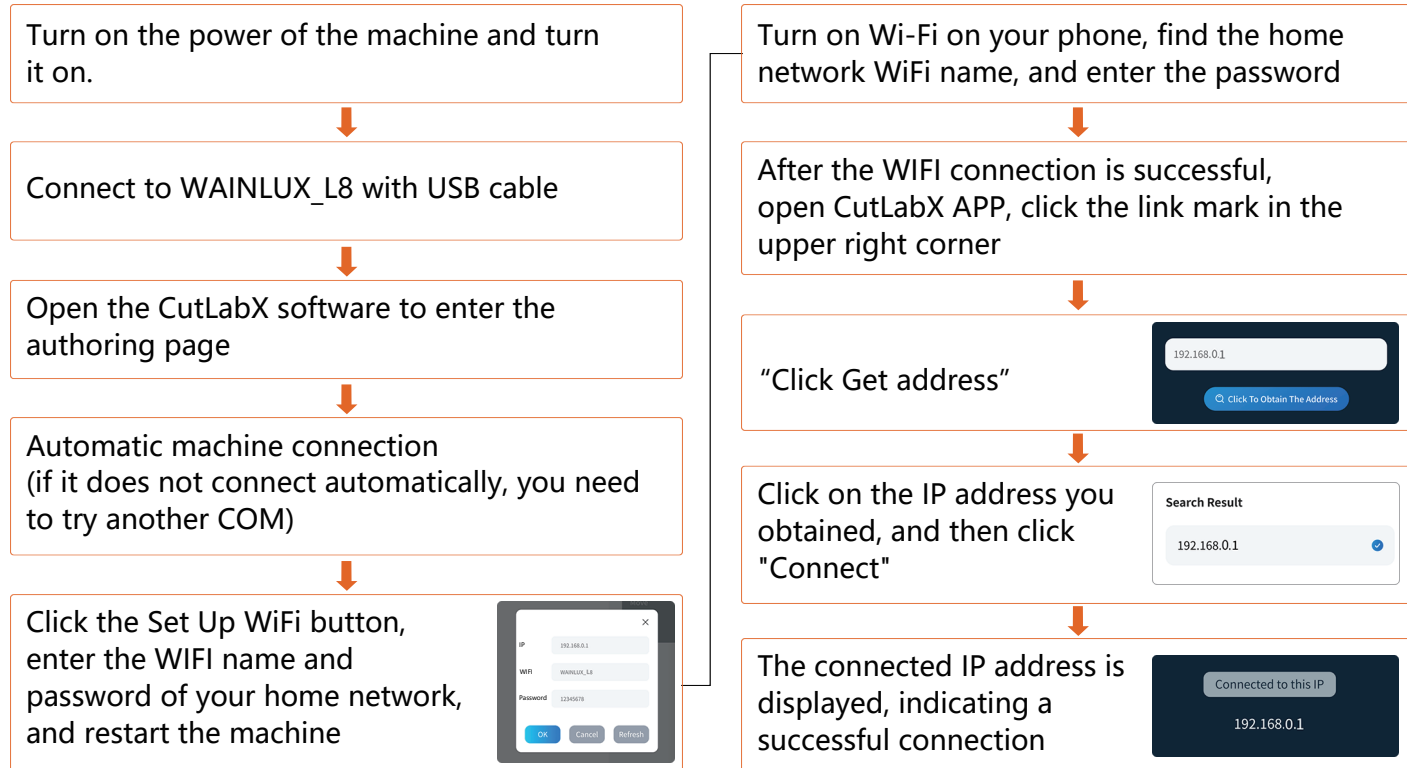 Turn on the power of the machine and turn
it on.
Connect to WAINLUX_L8 with USB cable
Open the CutLabX software to enter the
authoring page
Automatic machine connection
(if it does not connect automatically, you need
to try another COM)
Click the Set Up WiFi button,
enter the WIFI name and
password of your home network,
and restart the machine
×
IP 192.168.0.1
WiFi WAINLUX_L8
Password 12345678
OK Cancel Refresh
Turn on Wi-Fi on your phone, find the home
network WiFi name, and enter the password
After the WIFI connection is successful,
open CutLabX APP, click the link mark in the
upper right corner
“Click Get address”
192.168.0.1
Click To Obtain The Address
Click on the IP address you
obtained, and then click
"Connect"
Search Result
192.168.0.1
The connected IP address is
displayed, indicating a
successful connection
Connected to this IP
192.168.0.1